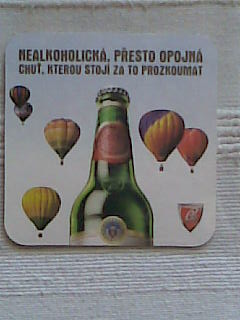 NEALKOHOLICKÁ, PŘESTO OPOJNÁ
CHUŤ, KTEROU STOJÍ ZA TO PROZKOUMAT